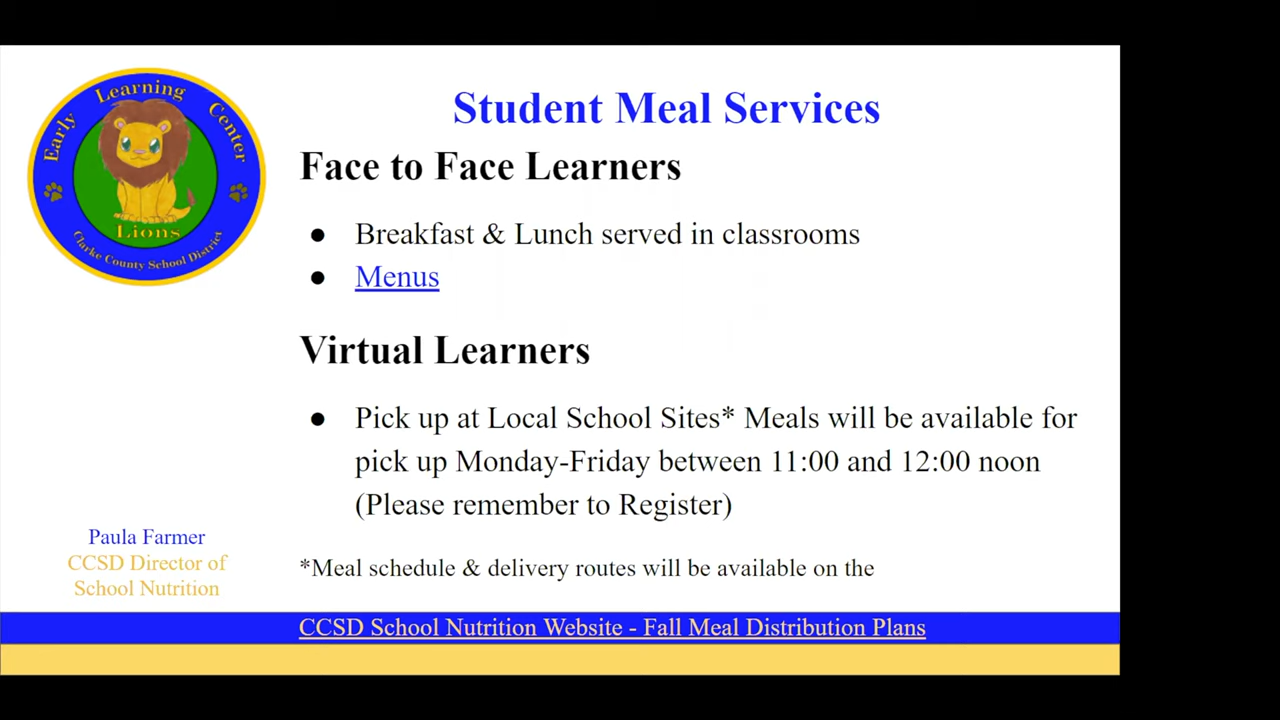 Early Learning Center
Lions
Clarke County School District
Student Meal Services
Face to Face Learners
● Breakfast & Lunch served in classrooms
● Menus
Virtual Learners
● Pick up at Local School Sites* Meals will be available for
pick up Monday-Friday between 11:00 and 12:00 noon
(Please remember to Register)
Paula Farmer
CCSD Director of
School Nutrition
*Meal schedule & delivery routes will be available on the
CCSD School Nutrition Website - Fall Meal Distribution Plans